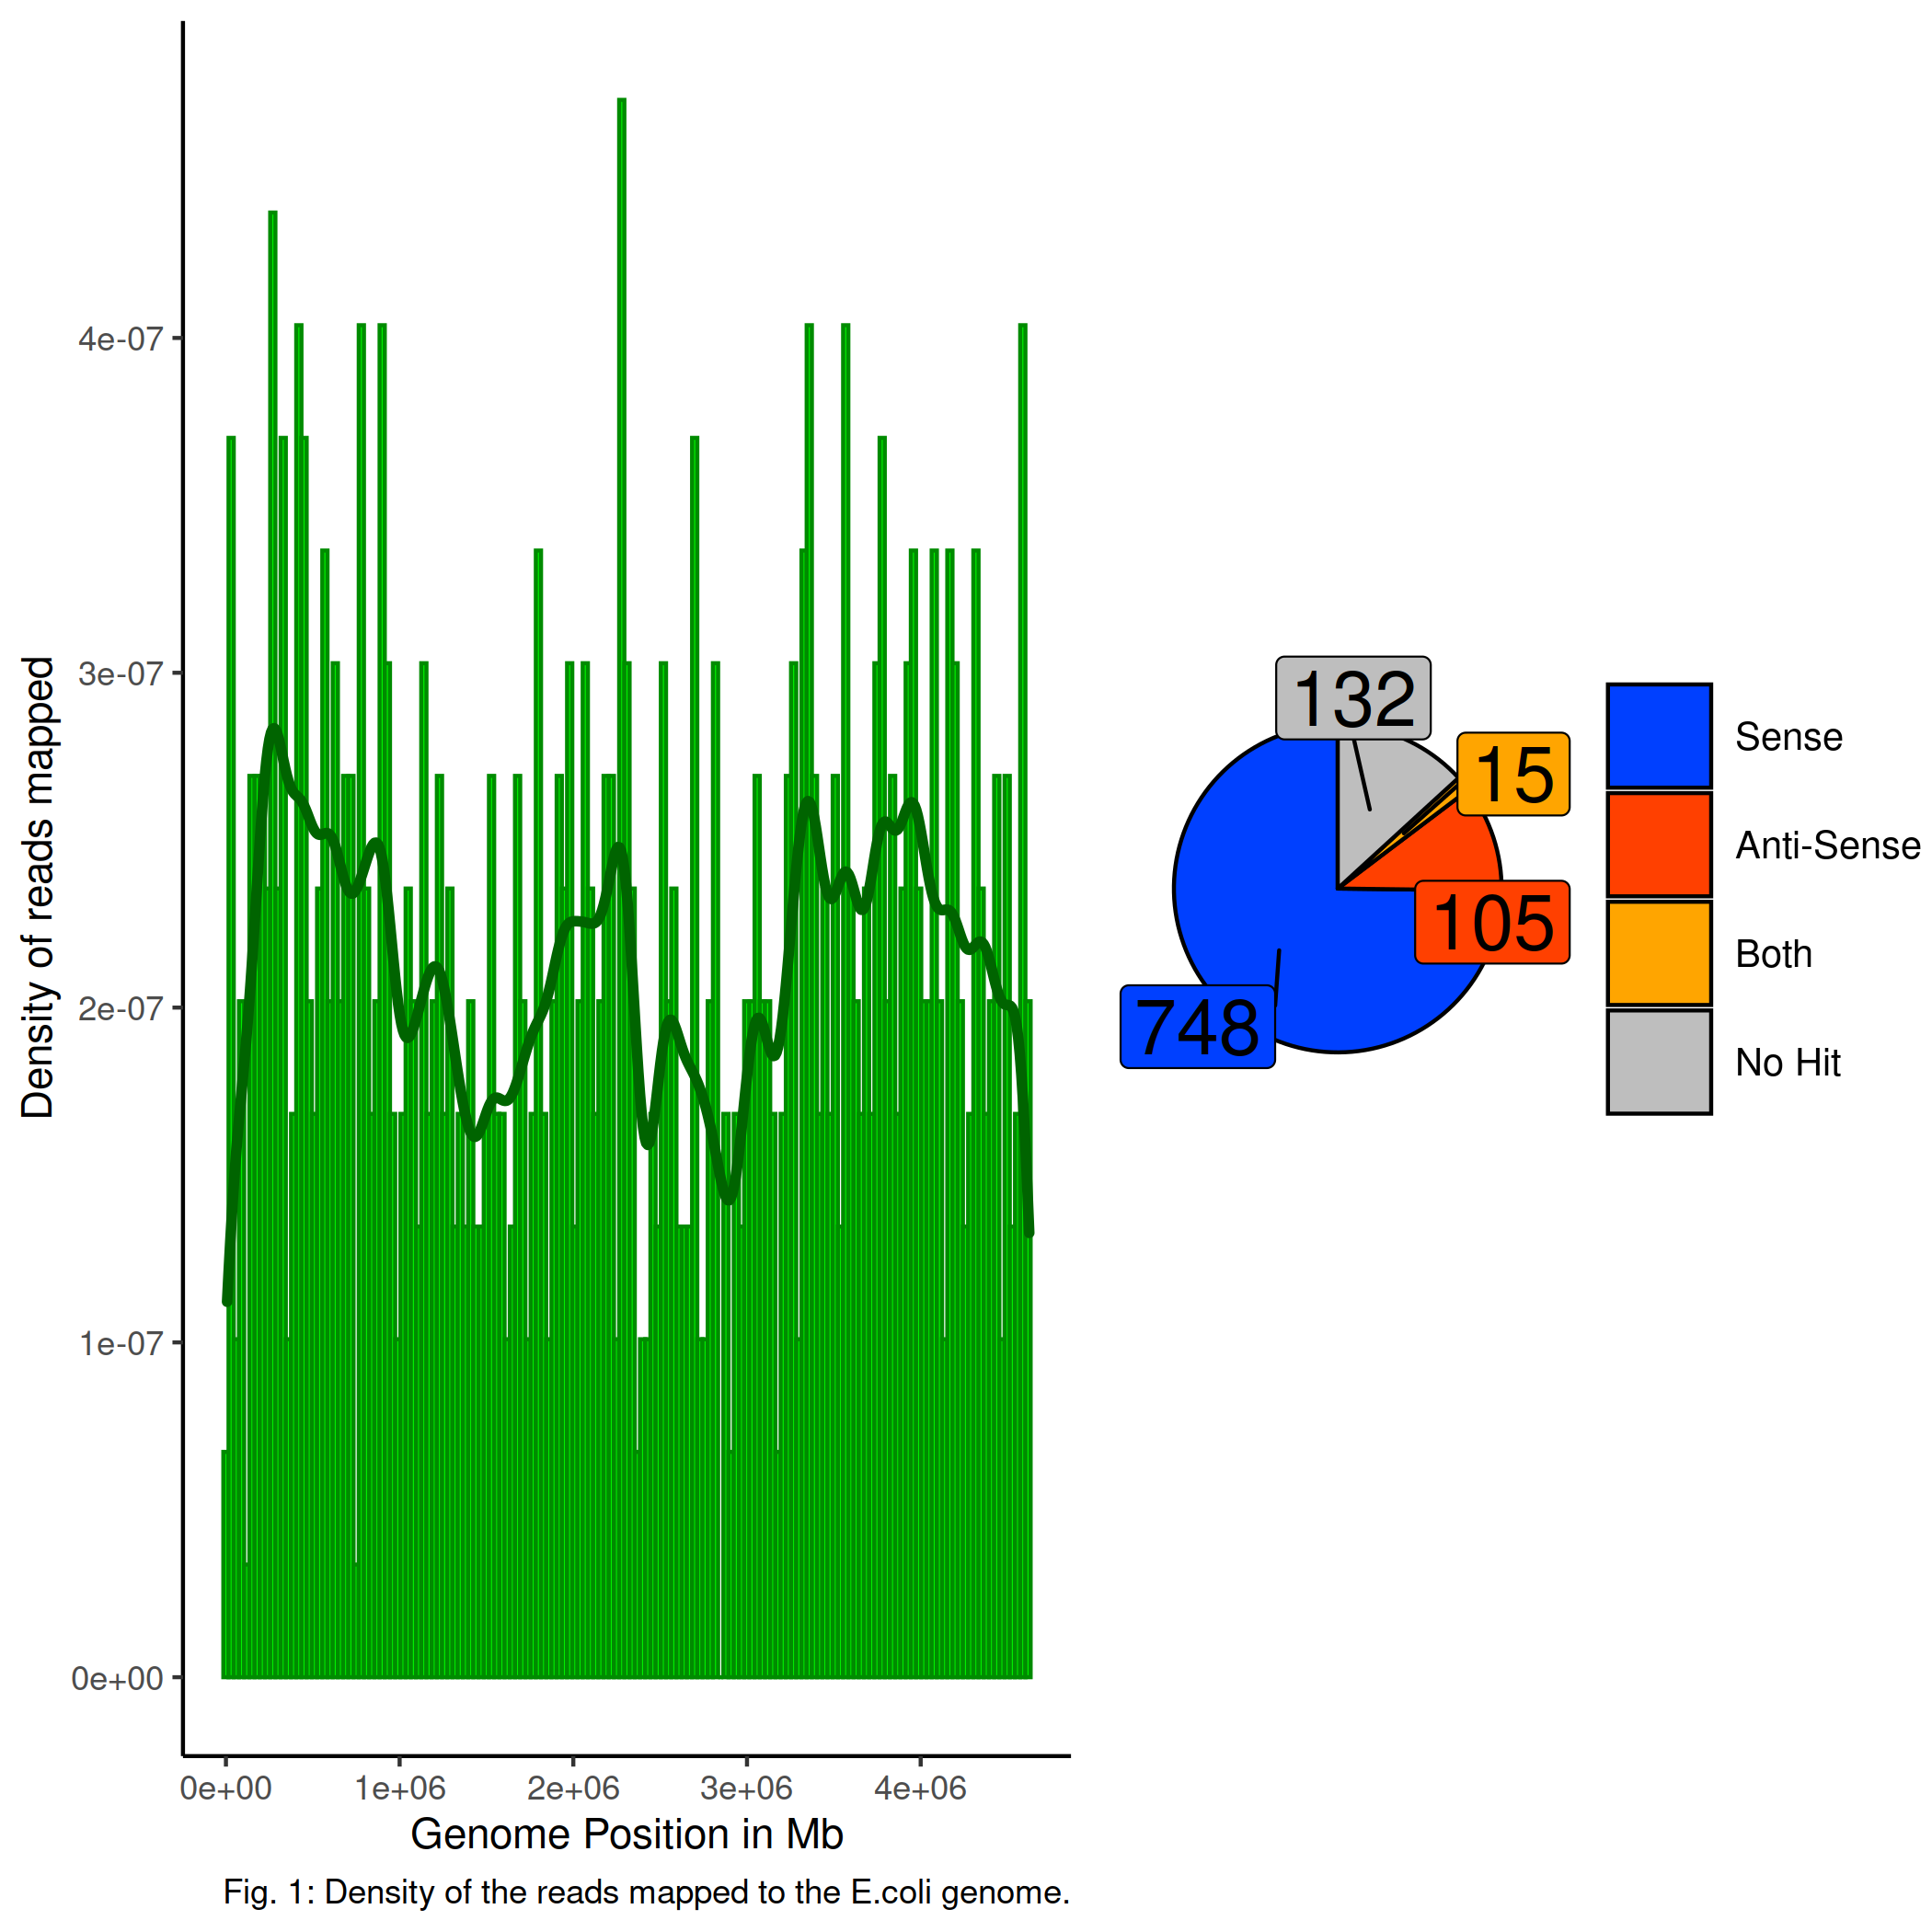 Density of reads mapped
4e-07
3e-07
2e-07
1e-07
0e+00
0e+00 1e+06 2e+06 3e+06 4e+06
Genome Position in Mb
Fig. 1: Density of the reads mapped to the E.coli genome.
132
15
105
748
Sense
Anti-Sense
Both
No Hit